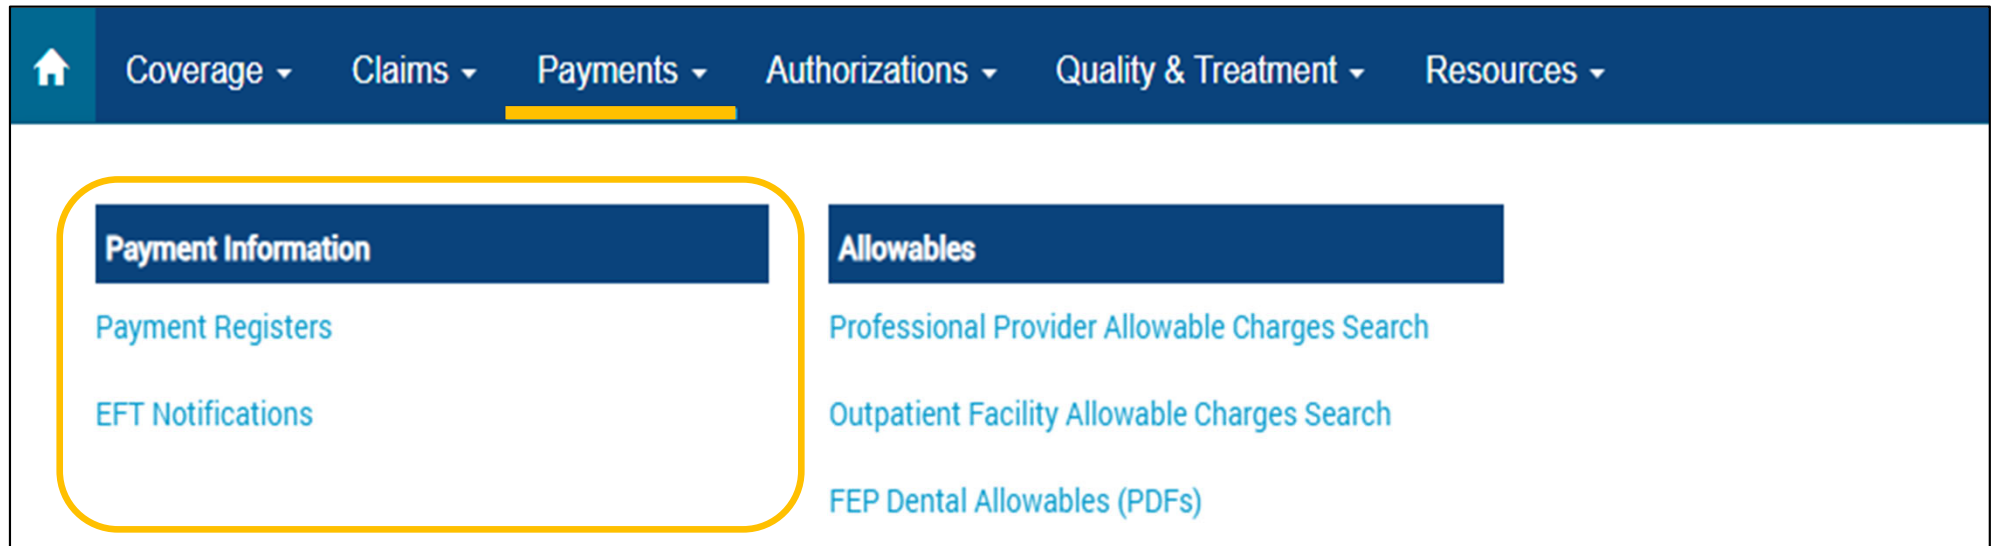 Coverage Claims Payments Authorizations Quality & Treatment Resources
Payment Information
Payment Registers
EFT Notifications
Allowables
Professional Provider Allowable Charges Search
Outpatient Facility Allowable Charges Search
FEP Dental Allowables (PDFs)